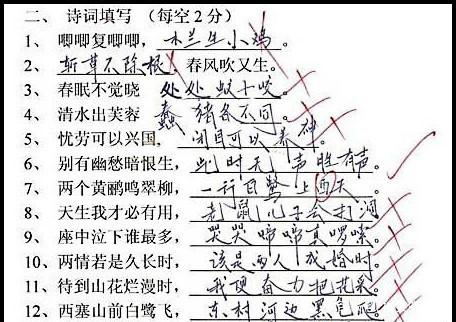 二、诗词填写（每空2分）
1、唧唧复唧唧，木兰生小鸡。
2、斩草不除根，春风吹又生。
3、春眠不觉晓 处处蚊子咬
4、清水出芙蓉 蠢猪各不同。
5、忧劳可以兴国，闭目可以养神
6、别有幽愁暗恨生，此时无声胜有声。
7、两个黄鹂鸣翠柳，一行白鹭上西天
8、天生我才必有用，老鼠儿子会打洞
9、座中泣下谁最多，哭哭啼啼真啰嗦。
10、两情若是久长时，该是两人成婚时。
11、待到山花烂漫时，我更奋力把花采。
12、西塞山前白鹭飞，东村河边黑龟爬。